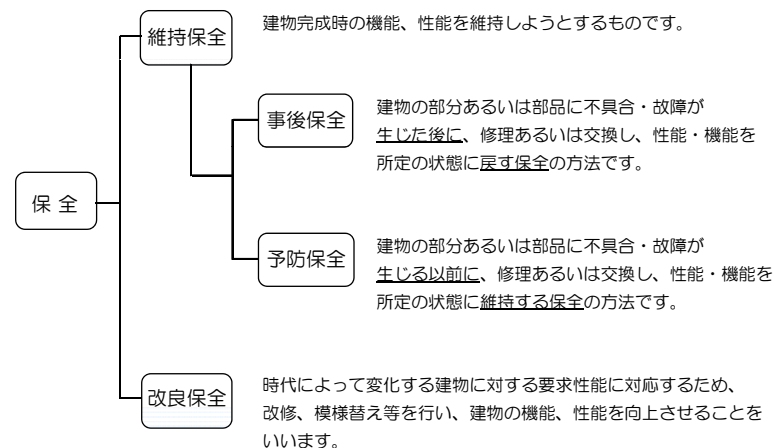 維持保全
建物完成時の機能、性能を維持しようとするものです。
事後保全
建物の部分あるいは部品に不具合・故障が
生じた後に、修理あるいは交換し、性能・機能を
所定の状態に戻す保全の方法です。
保 全
予防保全
建物の部分あるいは部品に不具合・故障が
生じる以前に、修理あるいは交換し、性能・機能を
所定の状態に維持する保全の方法です。
改良保全
時代によって変化する建物に対する要求性能に対応するため、
改修、模様替え等を行い、建物の機能、性能を向上させることを
いいます。